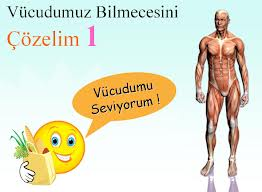 Vücudumuz Bilmecesini
Çözelim 1
Vücudumu
Seviyorum !